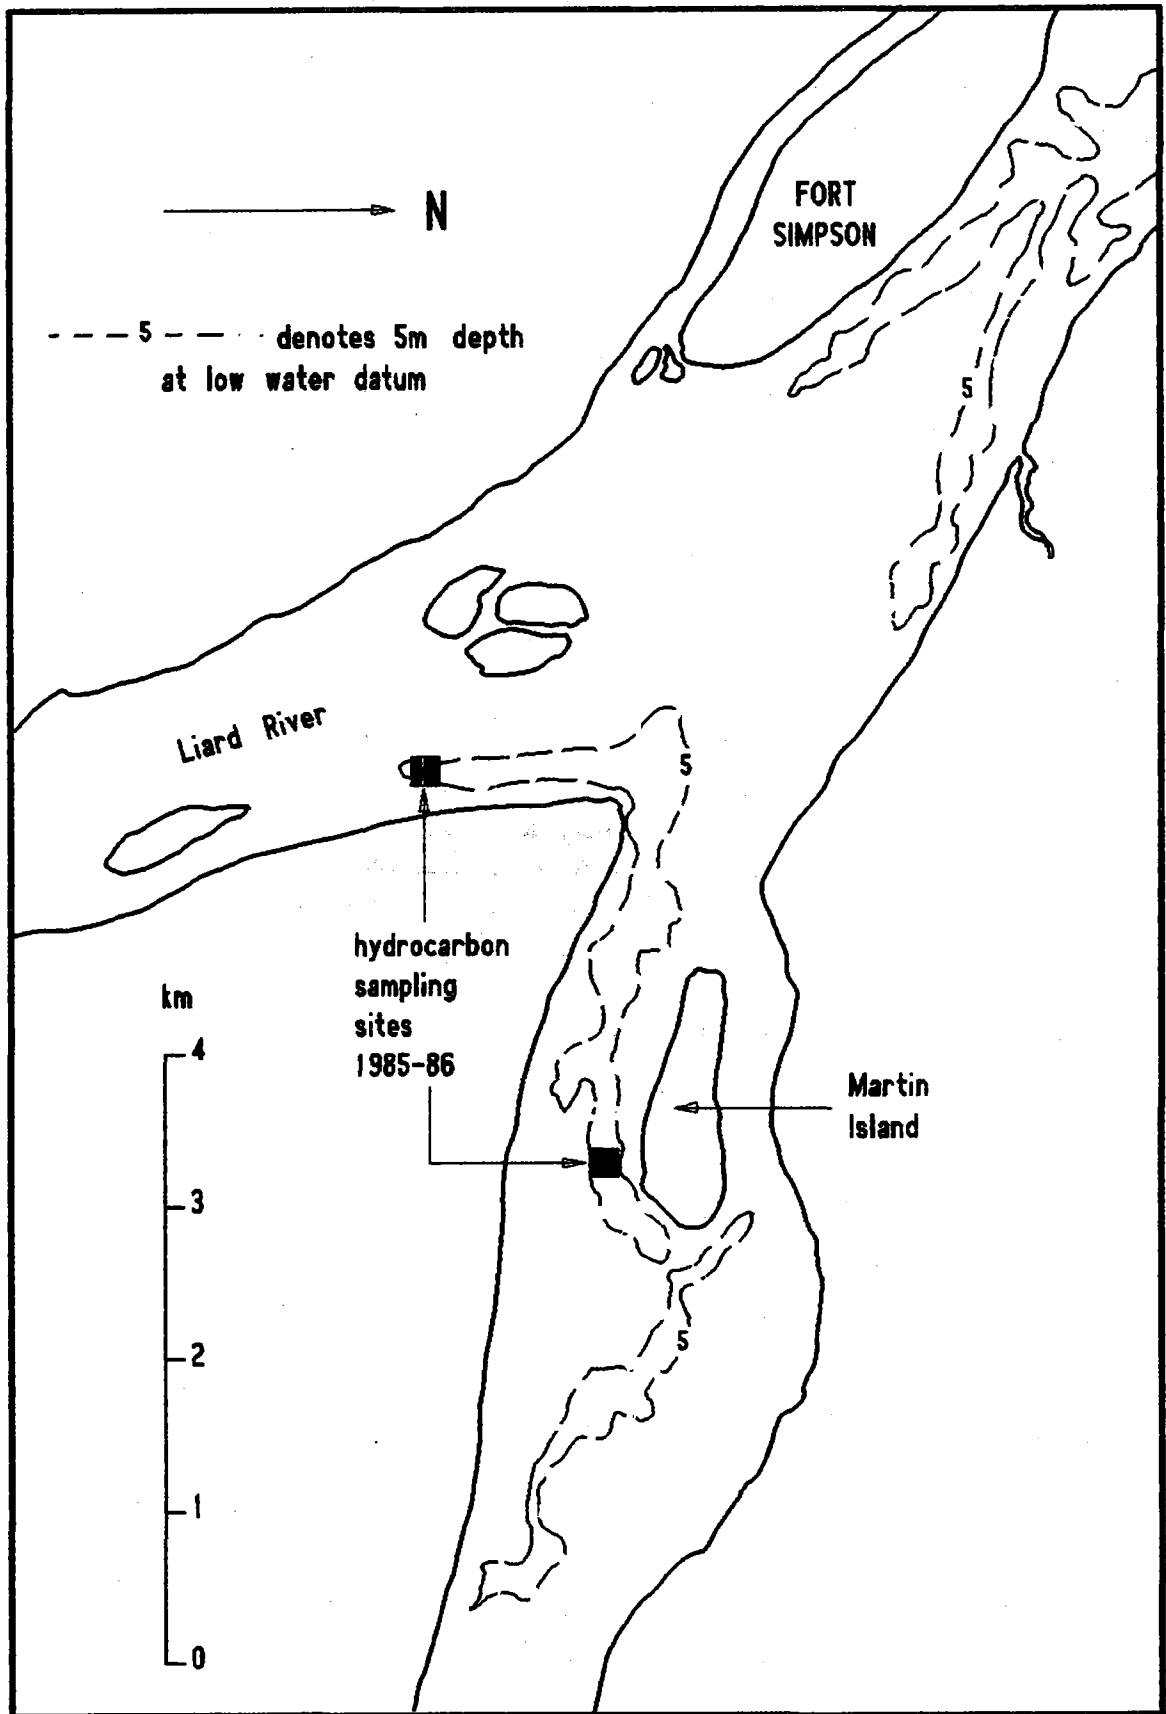 FORT
SIMPSON
N
5 denotes 5m depth
at low water datum
5
Liard River
5
hydrocarbon
sampling
sites
1985-86
km
4
3
2
1
0
Martin
Island
5